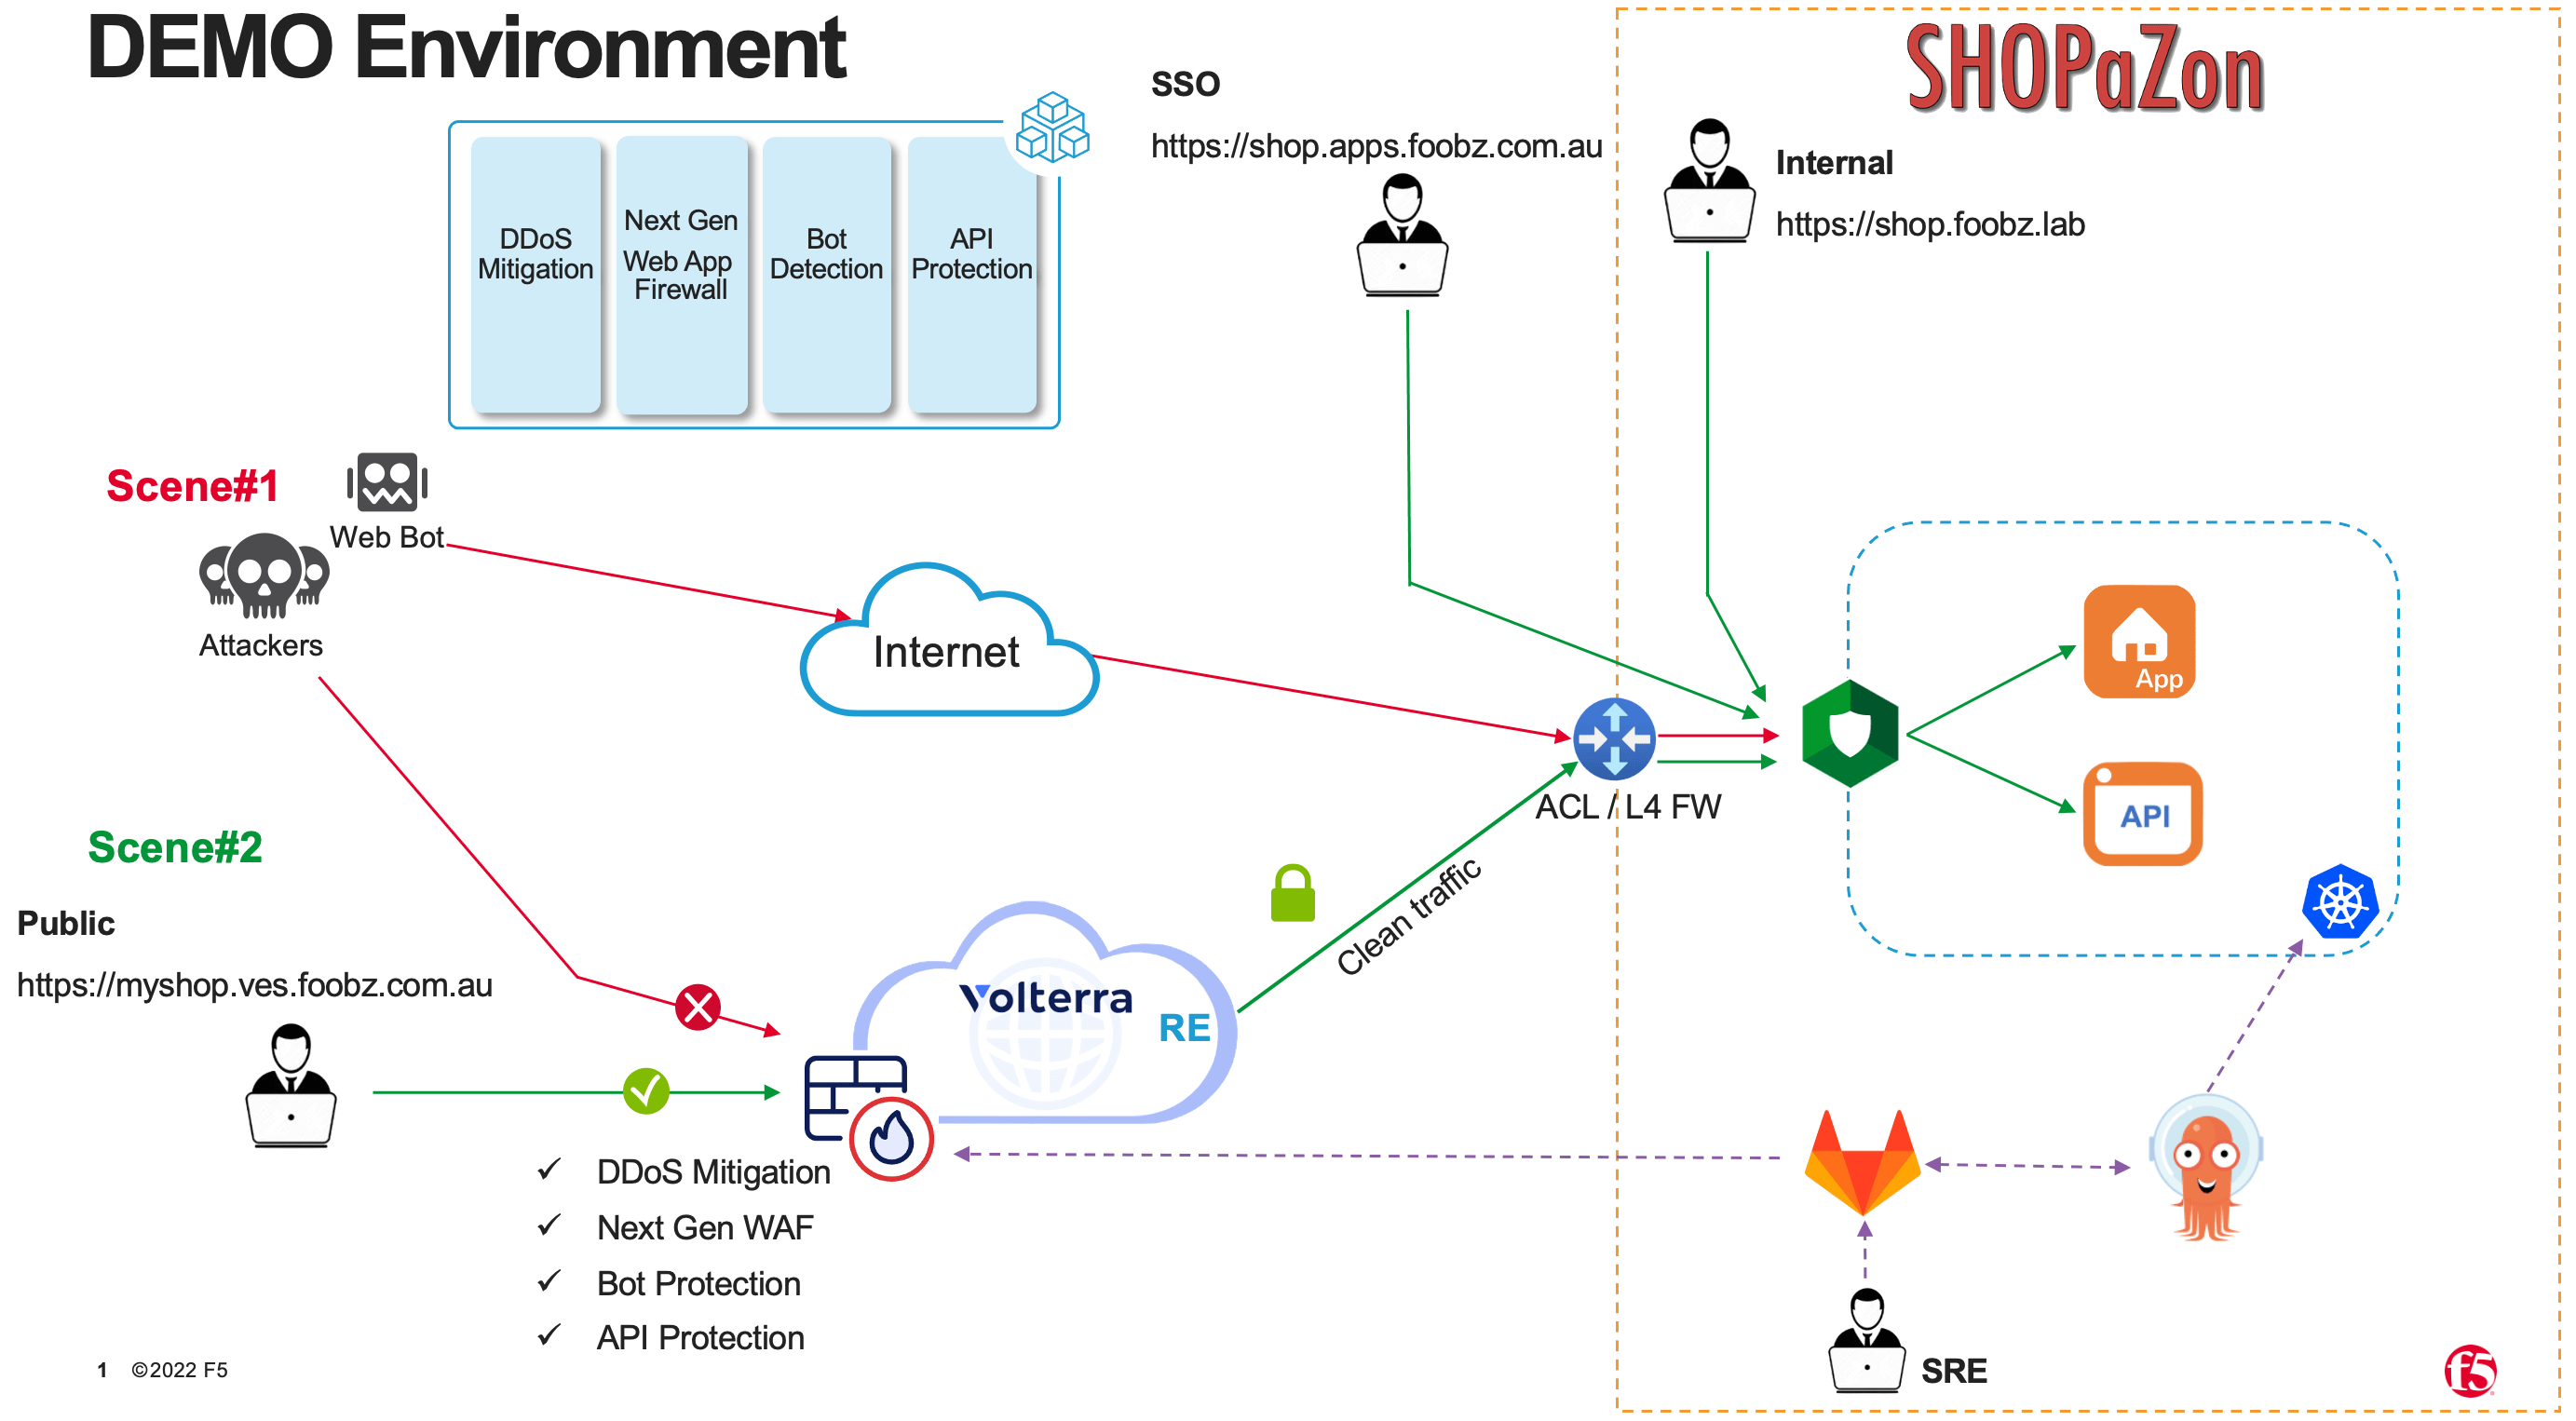 DEMO Environment
SHOPaZon
SSO
https://shop.apps.foobz.com.au
Internal
https://shop.foobz.lab
DDoS
Mitigation
Next Gen
Web App
Firewall
Bot
Detection
API
Protection
Scene#1
Web Bot
Attackers
Internet
App
API
ACL / L4 FW
Scene#2
Public
https://myshop.ves.foobz.com.au
Clean traffic
Volterra
RE
DDoS Mitigation
Next Gen WAF
Bot Protection
API Protection
SRE
1 ©2022 F5
f5